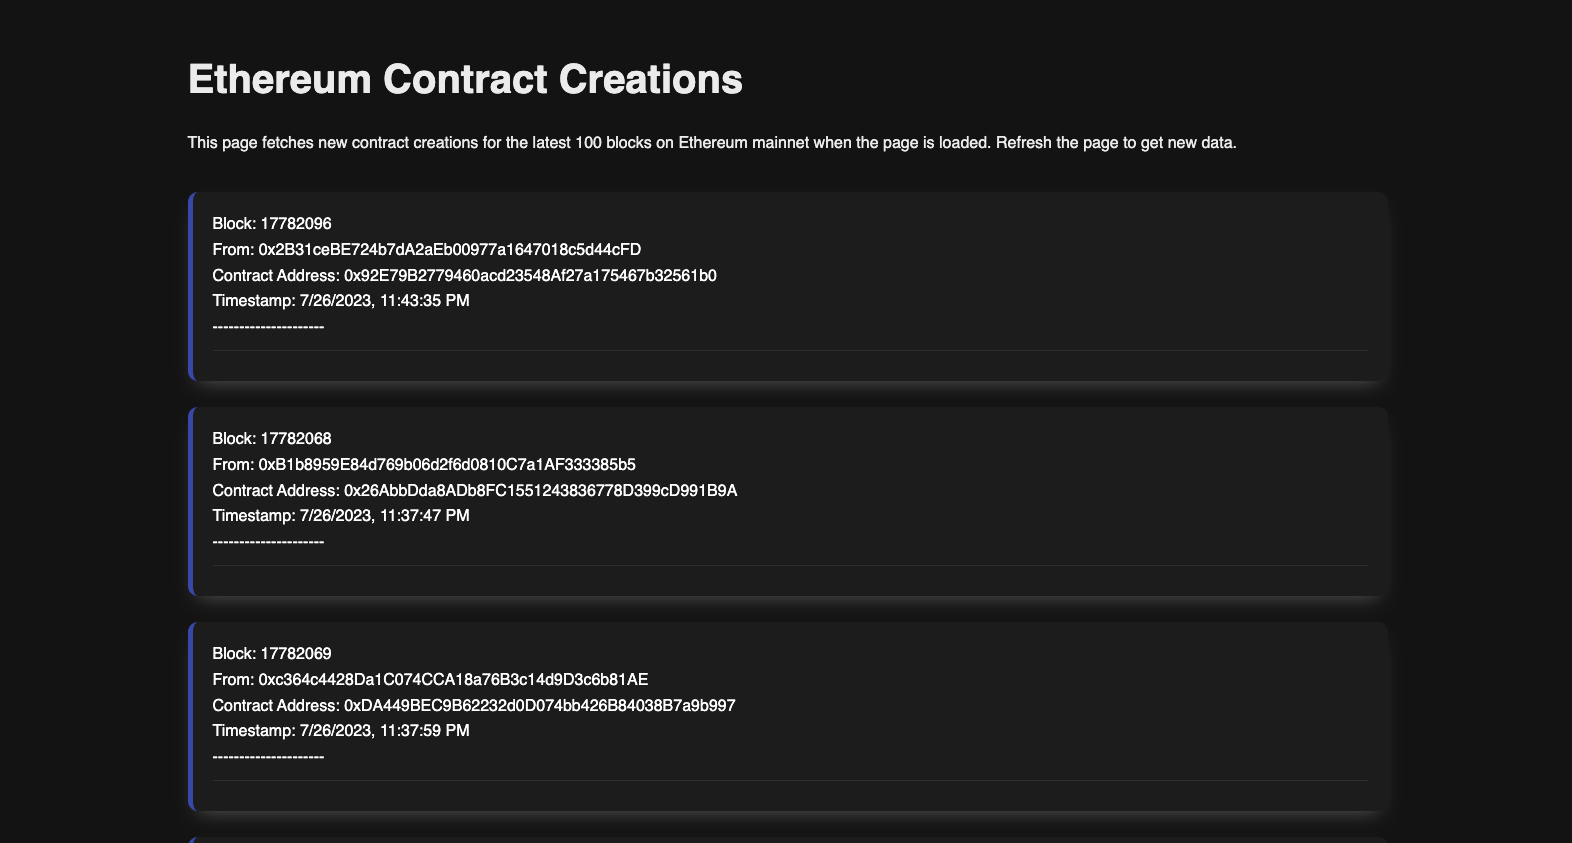 Ethereum Contract Creations
This page fetches new contract creations for the latest 100 blocks on Ethereum mainnet when the page is loaded. Refresh the page to get new data.
Block: 17782096
From: 0x2B31ceBE724b7dA2aEb00977a1647018c5d44cFD
Contract Address: 0x92E79B2779460acd23548Af27a175467b32561b0
Timestamp: 7/26/2023, 11:43:35 PM
---------------------
Block: 17782068
From: 0xB1b8959E84d769b06d2f6d0810C7a1AF333385b5
Contract Address: 0x26AbbDda8ADb8FC1551243836778D399cD991B9A
Timestamp: 7/26/2023, 11:37:47 PM
---------------------
Block: 17782069
From: 0xc364c4428Da1C074CCA18a76B3c14d9D3c6b81AE
Contract Address: 0xDA449BEC9B62232d0D074bb426B84038B7a9b997
Timestamp: 7/26/2023, 11:37:59 PM
---------------------